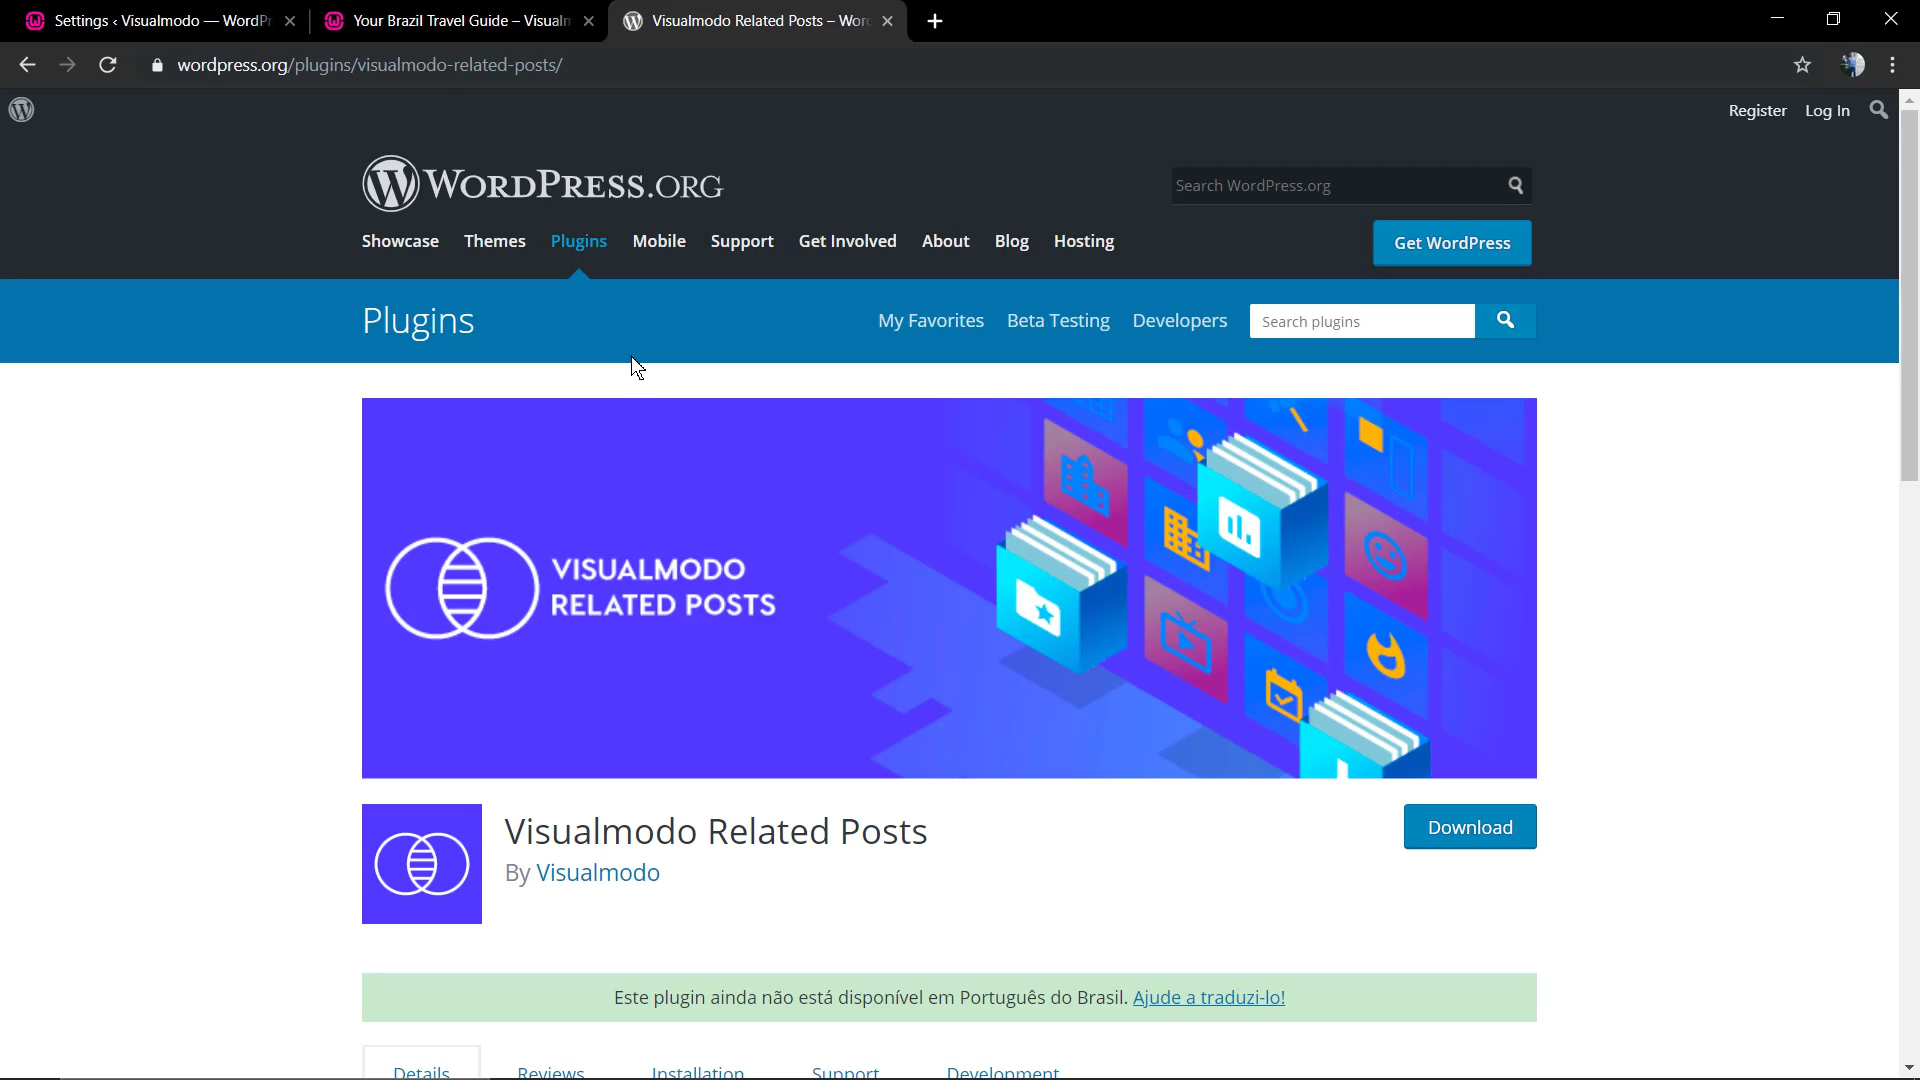 Settings ‹ Visualmodo — WordP
Your Brazil Travel Guide – Visual
Visualmodo Related Posts – Wor
wordpress.org/plugins/visualmodo-related-posts/
Register Log In
WORDPRESS.ORG
Search WordPress.org
Showcase Themes Plugins Mobile Support Get Involved About Blog Hosting
Get WordPress
Plugins
My Favorites Beta Testing Developers Search plugins
VISUALMODO
RELATED POSTS
Visualmodo Related Posts
Download
By Visualmodo
Este plugin ainda não está disponível em Português do Brasil. Ajude a traduzi-lo!
Details Reviews Installation Support Development